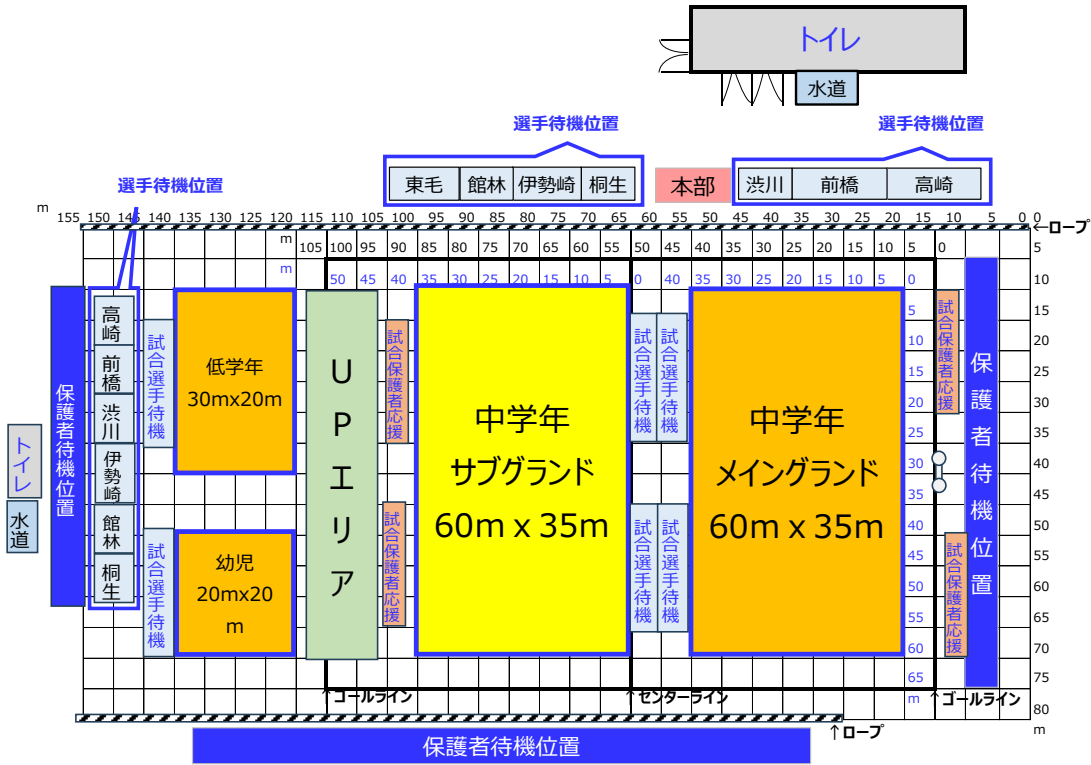 トイレ
水道
選手待機位置
選手待機位置
東毛 館林 伊勢崎 桐生
本部
渋川 前橋 高崎
選手待機位置
m 155 150 145 140 135 130 125 120 115 110 105 100 95 90 85 80 75 70 65 60 55 50 45 40 35 30 25 20 15 10 5 0 0
←ロープ
m 105 100 95 90 85 80 75 70 65 60 55 50 45 40 35 30 25 20 15 10 5 0 5
m 50 45 40 35 30 25 20 15 10 5 0 40 35 30 25 20 15 10 5 0 10
トイレ
水道
保護者待機位置
高崎
前橋
渋川
伊勢崎
館林
桐生
試合選手待機
試合選手待機
低学年
30mx20m
幼児
20mx20
m
UPエリア
試合保護者応援
試合保護者応援
中学年
サブグランド
60m x 35m
試合選手待機
試合選手待機
試合選手待機
試合選手待機
中学年
メイングランド
60m x 35m
5
10
15
20
25
30
35
40
45
50
55
60
65
m
試合保護者応援
試合保護者応援
保護者待機位置
15
20
25
30
35
40
45
50
55
60
65
70
75
80
m
↑ゴールライン
↑センターライン
↑ゴールライン
↑ロープ
保護者待機位置